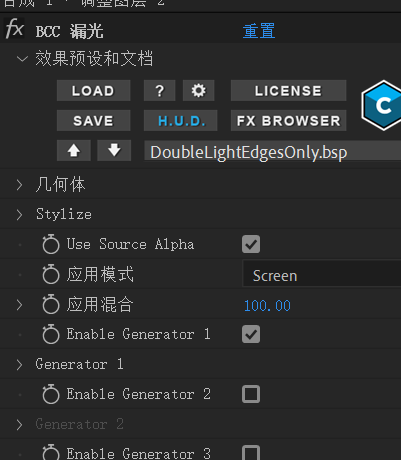 合成 1 · 调整图层 2
fx BCC 漏光 重置
效果预设和文档
LOAD ? LICENSE
SAVE H.U.D. FX BROWSER
DoubleLightEdgesOnly.bsp
几何体
Stylize
Use Source Alpha
应用模式 Screen
应用混合 100.00
Enable Generator 1
Generator 1
Enable Generator 2
Generator 2
Enable Generator 3